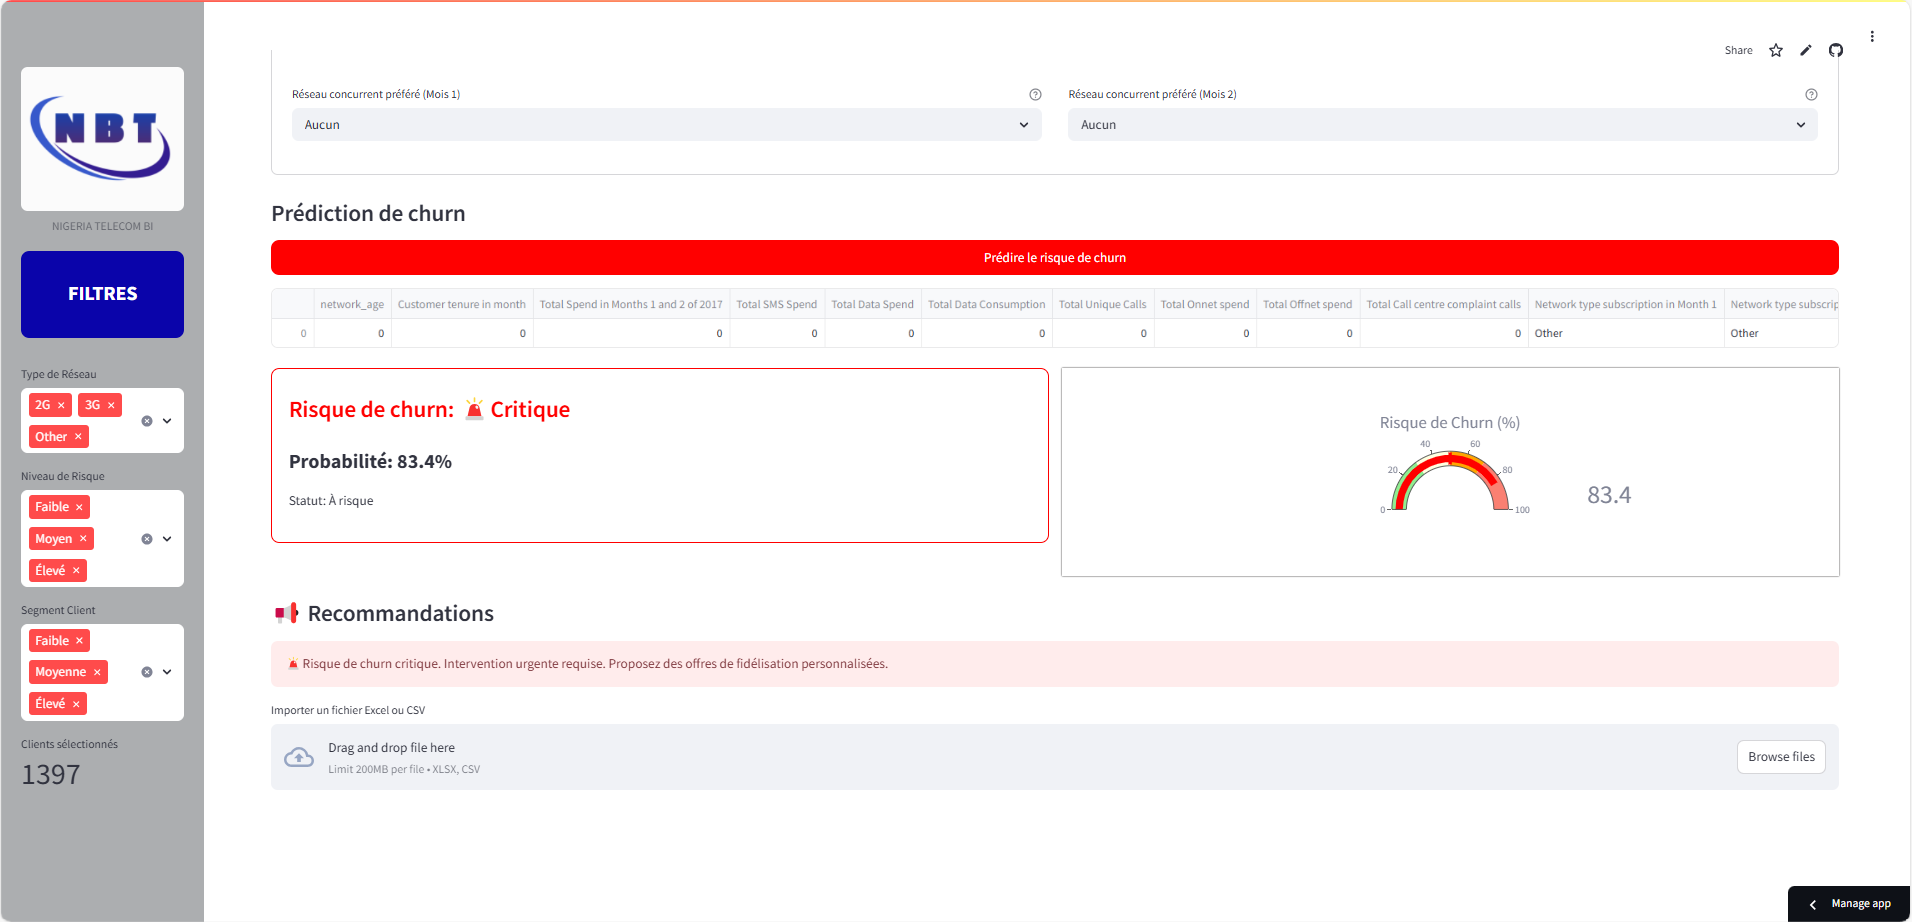 Share
NBT
NIGERIA TELECOM BI
FILTRES
Type de Réseau
2G × 3G ×
Other ×
Niveau de Risque
Faible ×
Moyen ×
Élevé ×
Segment Client
Faible ×
Moyenne ×
Élevé ×
Clients sélectionnés
1397
Réseau concurrent préféré (Mois 1)
Aucun
Réseau concurrent préféré (Mois 2)
Aucun
Prédiction de churn
Prédire le risque de churn
network_age Customer tenure in month Total Spend in Months 1 and 2 of 2017 Total SMS Spend Total Data Spend Total Data Consumption Total Unique Calls Total Onnet spend Total Offnet spend Total Call centre complaint calls Network type subscription in Month 1 Network type subscrip
0 0 0 0 0 0 0 0 0 0 0 Other Other
Risque de churn: 🚨 Critique
Probabilité: 83.4%
Statut: À risque
Risque de Churn (%)
0 20 40 60 80 100
83.4
📢 Recommandations
🚨 Risque de churn critique. Intervention urgente requise. Proposez des offres de fidélisation personnalisées.
Importer un fichier Excel ou CSV
Drag and drop file here
Limit 200MB per file • XLSX, CSV
Browse files
Manage app